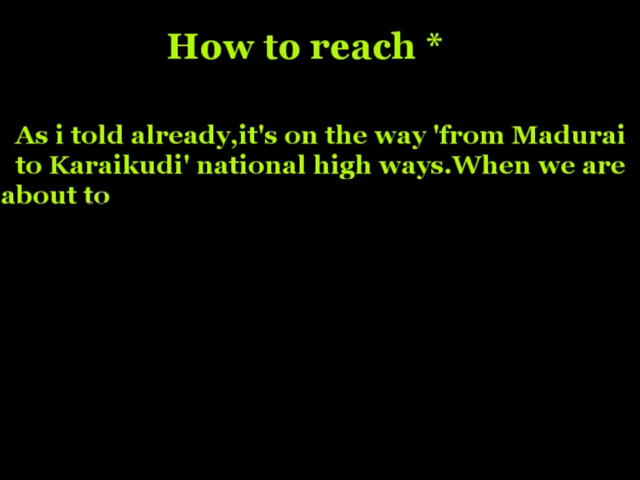 How to reach *
As i told already,it's on the way 'from Madurai
to Karaikudi' national high ways.When we are
about to